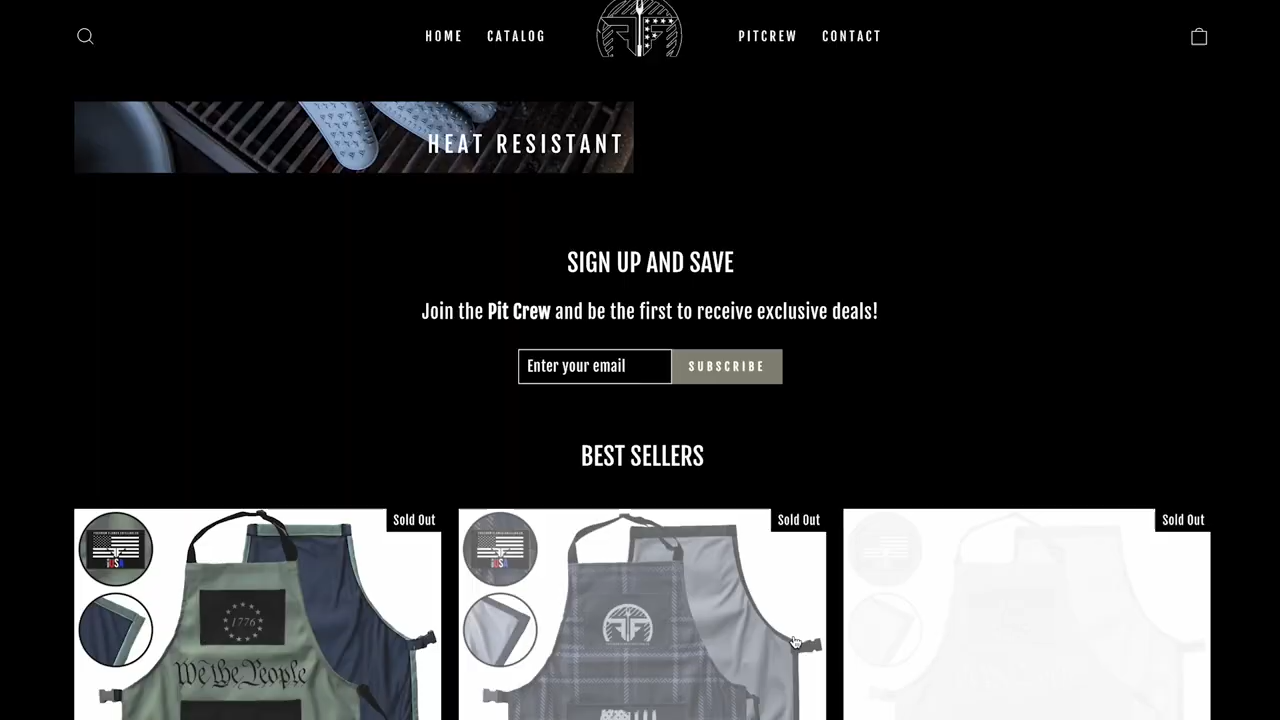 HOME CATALOG PITCREW CONTACT
HEAT RESISTANT
SIGN UP AND SAVE
Join the Pit Crew and be the first to receive exclusive deals!
Enter your email SUBSCRIBE
BEST SELLERS
Sold Out Sold Out Sold Out
USA USA
1776
We the People